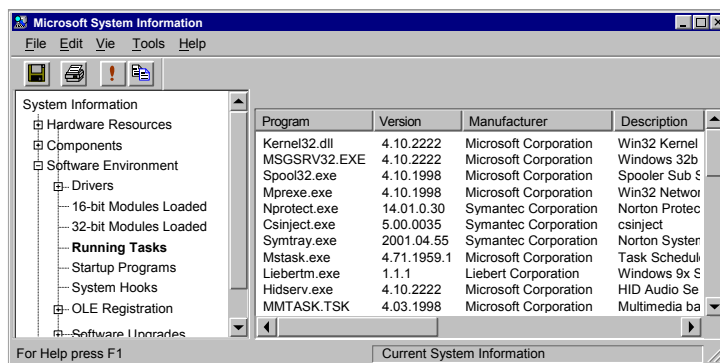 Microsoft System Information
File Edit Vie Tools Help
System Information
Hardware Resources
Components
Software Environment
Drivers
16-bit Modules Loaded
32-bit Modules Loaded
Running Tasks
Startup Programs
System Hooks
OLE Registration
Software Upgrades
Program Version Manufacturer Description
Kernel32.dll 4.10.2222 Microsoft Corporation Win32 Kernel
MSGSRV32.EXE 4.10.2222 Microsoft Corporation Windows 32b
Spool32.exe 4.10.1998 Microsoft Corporation Spooler Sub S
Mprexe.exe 4.10.1998 Microsoft Corporation Win32 Networ
Nprotect.exe 14.01.0.30 Symantec Corporation Norton Protec
Csinject.exe 5.00.0035 Symantec Corporation csinject
Symtray.exe 2001.04.55 Symantec Corporation Norton System
Mstask.exe 4.71.1959.1 Microsoft Corporation Task Schedul
Liebertm.exe 1.1.1 Liebert Corporation Windows 9x S
Hidserv.exe 4.10.2222 Microsoft Corporation HID Audio Se
MMTASK.TSK 4.03.1998 Microsoft Corporation Multimedia ba
For Help press F1
Current System Information